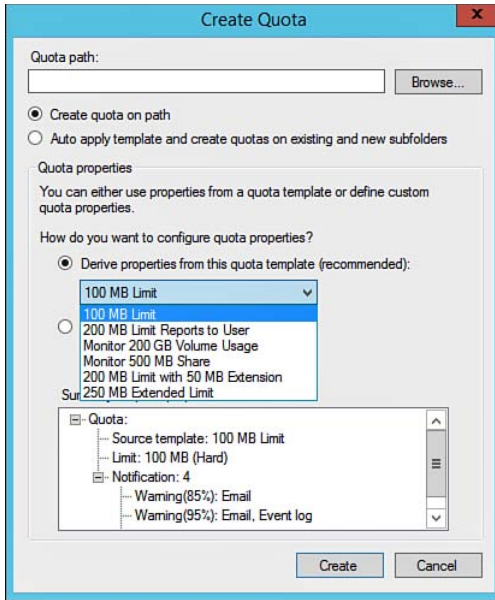 Create Quota
x
Quota path:
Browse...
Create quota on path
Auto apply template and create quotas on existing and new subfolders
Quota properties
You can either use properties from a quota template or define custom
quota properties.
How do you want to configure quota properties?
Derive properties from this quota template (recommended):
100 MB Limit
100 MB Limit
200 MB Limit Reports to User
Monitor 200 GB Volume Usage
Monitor 500 MB Share
200 MB Limit with 50 MB Extension
250 MB Extended Limit
Quota:
Source template: 100 MB Limit
Limit: 100 MB (Hard)
Notification: 4
Warning(85%): Email
Warning(95%): Email, Event log
Create
Cancel